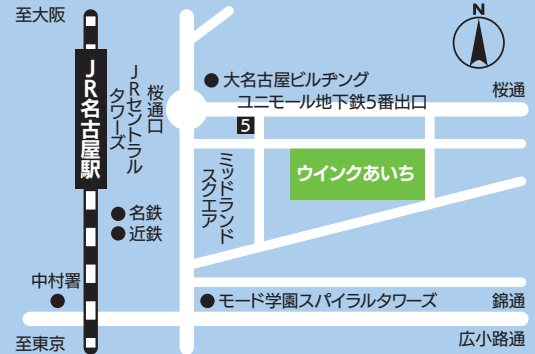 至大阪
N
JR名古屋駅
JRセントラル
タワーズ
桜通口
大名古屋ビルヂング
ユニモール地下鉄5番出口
桜通
5
ミッドランド
スクエア
ウインクあいち
名鉄
近鉄
中村署
モード学園スパイラルタワーズ
錦通
至東京
広小路通